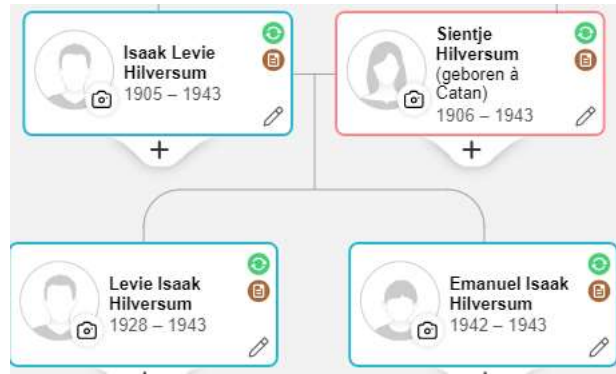 Isaak Levie
Hilversum
1905 – 1943
Sientje
Hilversum
(geboren à
Catan)
1906 – 1943
Levie Isaak
Hilversum
1928 – 1943
Emanuel Isaak
Hilversum
1942 – 1943